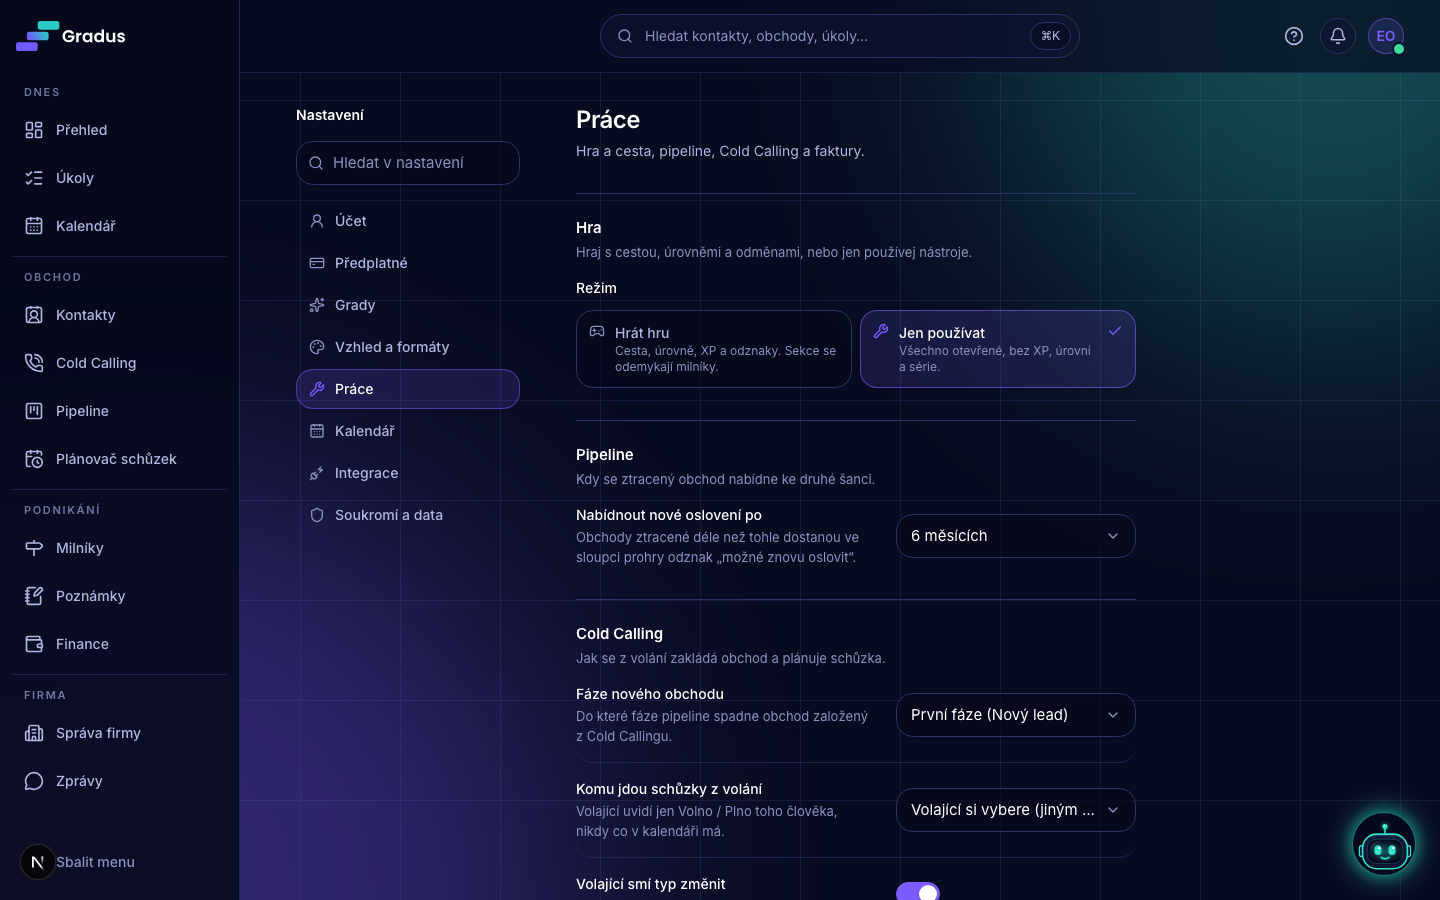 Gradus
Hledat kontakty, obchody, úkoly...
⌘K
EO
DNES
Přehled
Úkoly
Kalendář
OBCHOD
Kontakty
Cold Calling
Pipeline
Plánovač schůzek
PODNIKÁNÍ
Milníky
Poznámky
Finance
FIRMA
Správa firmy
Zprávy
N
Sbalit menu
Nastavení
Hledat v nastavení
Účet
Předplatné
Grady
Vzhled a formáty
Práce
Kalendář
Integrace
Soukromí a data
Práce
Hra a cesta, pipeline, Cold Calling a faktury.
Hra
Hraj s cestou, úrovněmi a odměnami, nebo jen používej nástroje.
Režim
Hrát hru
Cesta, úrovně, XP a odznaky. Sekce se
odemykají milníky.
Jen používat
Všechno otevřené, bez XP, úrovní
a série.
Pipeline
Kdy se ztracený obchod nabídne ke druhé šanci.
Nabídnout nové oslovení po
Obchody ztracené déle než tohle dostanou ve
sloupci prohry odznak „možné znovu oslovit“.
6 měsících
Cold Calling
Jak se z volání zakládá obchod a plánuje schůzka.
Fáze nového obchodu
Do které fáze pipeline spadne obchod založený
z Cold Callingu.
První fáze (Nový lead)
Komu jdou schůzky z volání
Volající uvidí jen Volno / Plno toho člověka,
nikdy co v kalendáři má.
Volající si vybere (jiným ...
Volající smí typ změnit